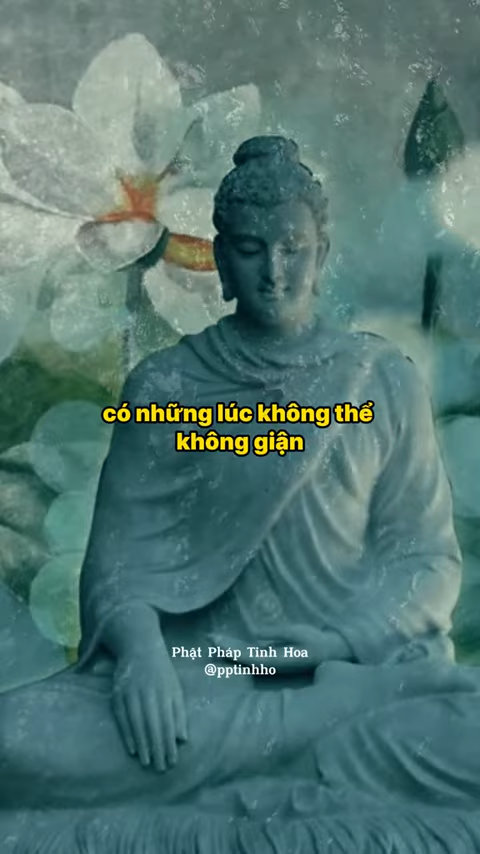 có những lúc không thể
không giận
Phật Pháp Tinh Hoa
@pptinhho